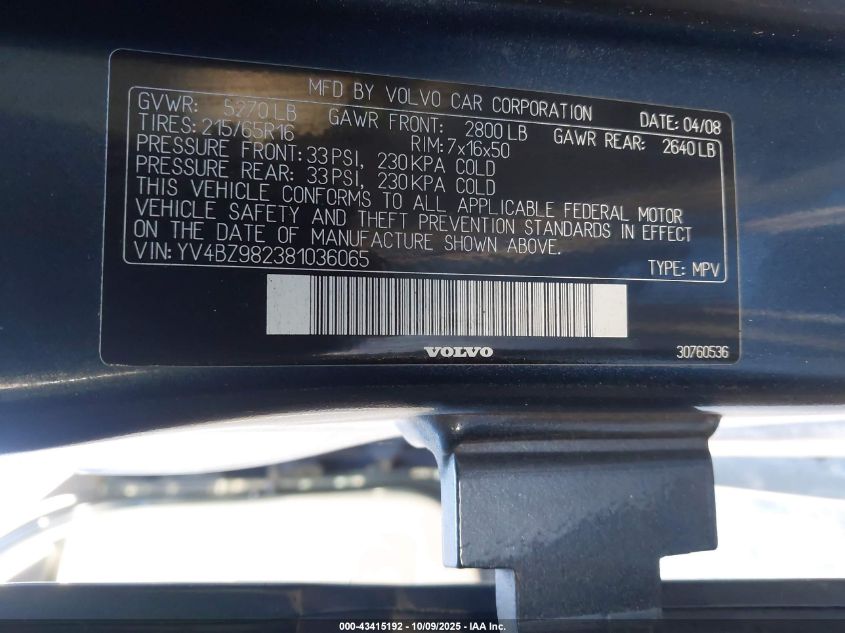 MFD BY VOLVO CAR CORPORATION
GVWR: 5270 LB GAWR FRONT: 2800 LB GAWR REAR: 2640 LB DATE: 04/08
TIRES: 215/65R16 RIM: 7x16x50
PRESSURE FRONT: 33 PSI, 230 KPA COLD
PRESSURE REAR: 33 PSI, 230 KPA COLD
THIS VEHICLE CONFORMS TO ALL APPLICABLE FEDERAL MOTOR
VEHICLE SAFETY AND THEFT PREVENTION STANDARDS IN EFFECT
ON THE DATE OF MANUFACTURE SHOWN ABOVE.
VIN: YV4BZ982381036065 TYPE: MPV
VOLVO 30760536
000-43415192 - 10/09/2025 - IAA Inc.